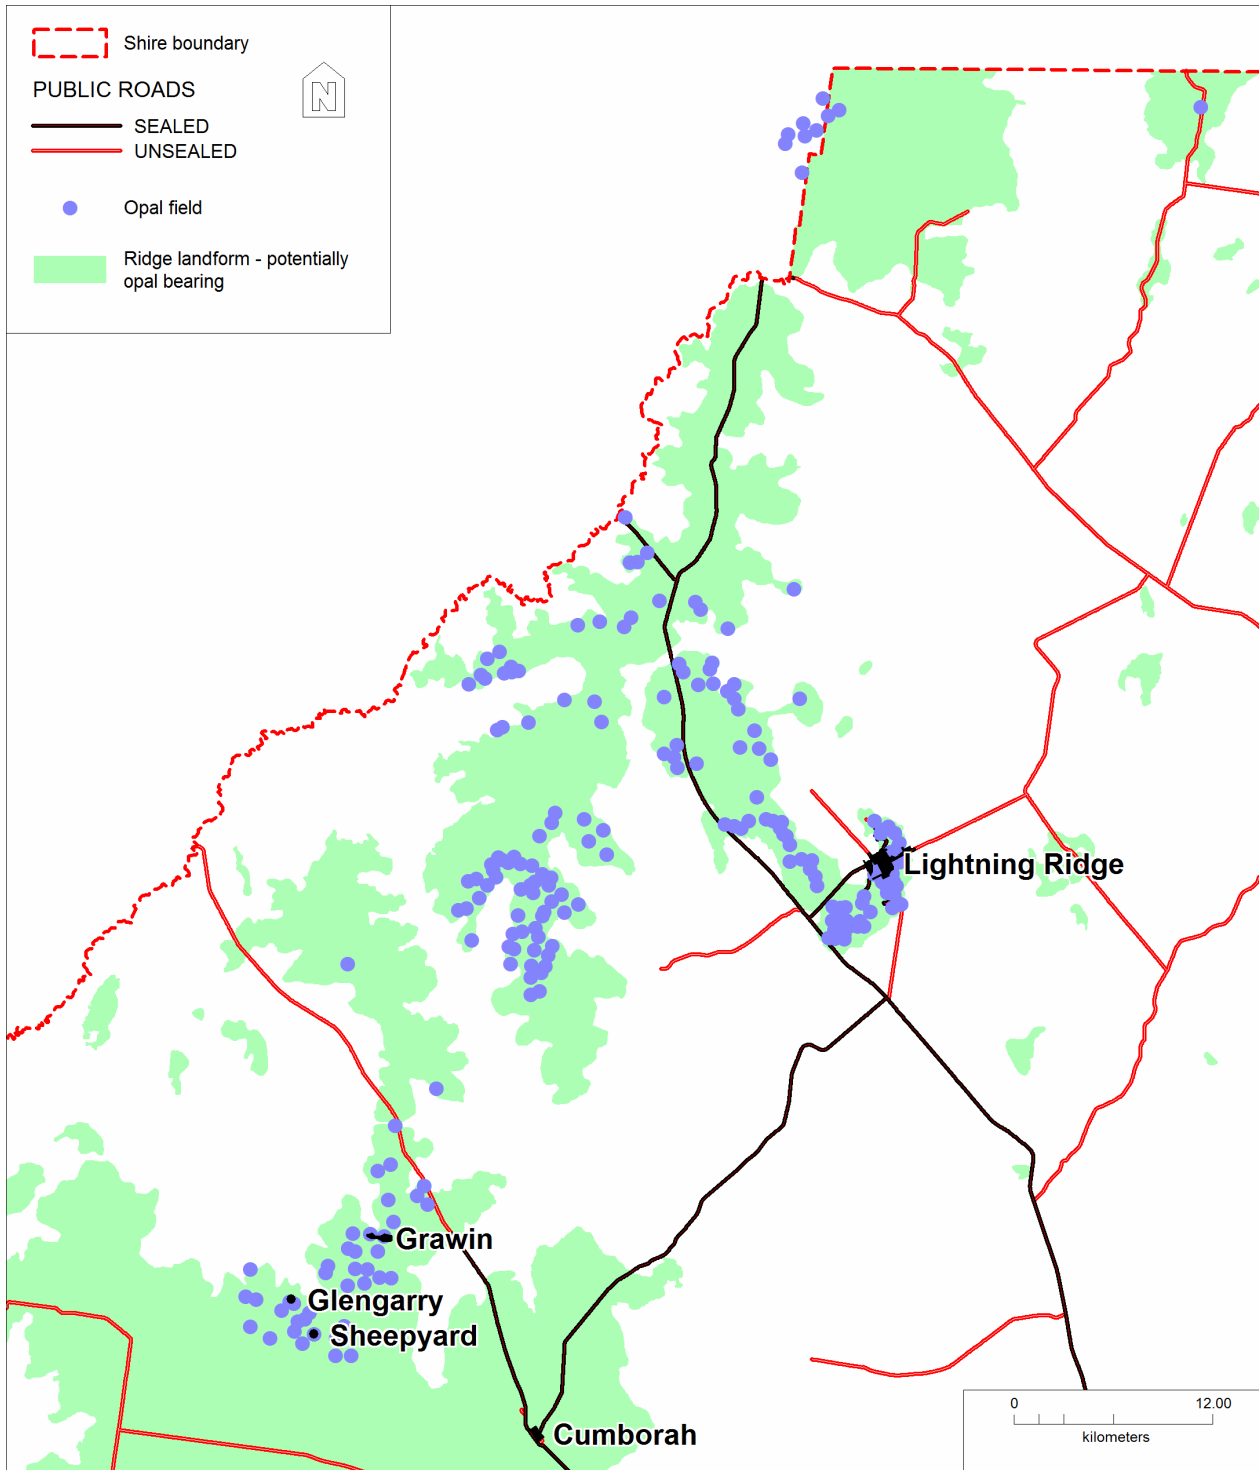 Shire boundary
PUBLIC ROADS
N
SEALED
UNSEALED
Opal field
Ridge landform - potentially
opal bearing
Lightning Ridge
Grawin
Glengarry
Sheepyard
Cumborah
0 12.00
kilometers